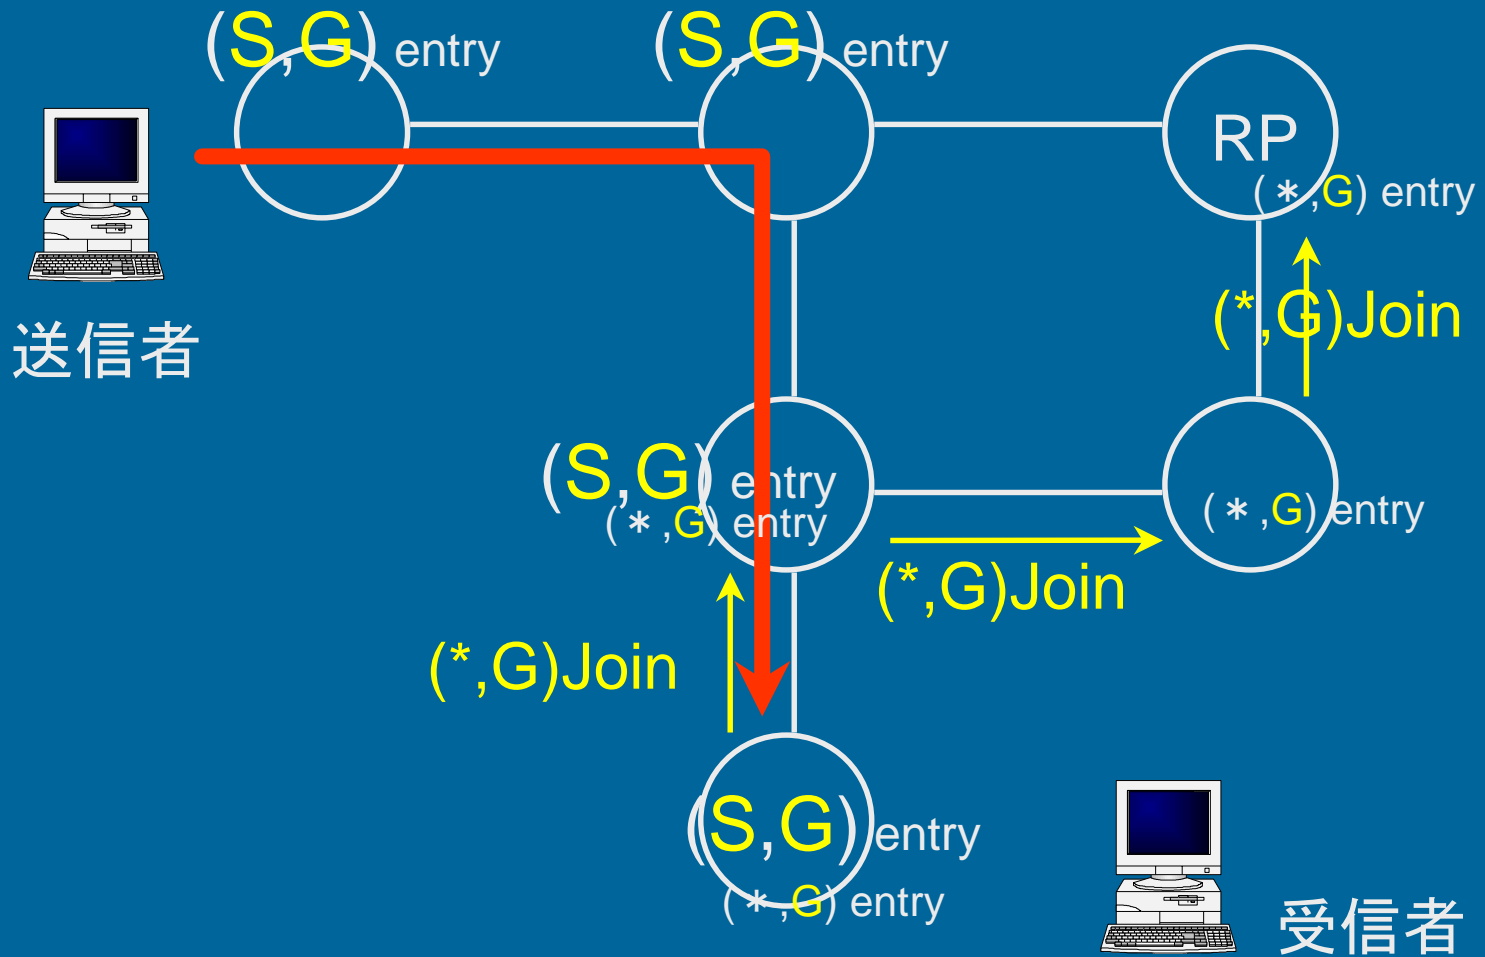 (S,G) entry
(S,G) entry
RP
(*,G) entry
送信者
(*,G)Join
(S,G) entry
(*,G) entry
(*,G) entry
(*,G)Join
(*,G)Join
(S,G) entry
(*,G) entry
受信者